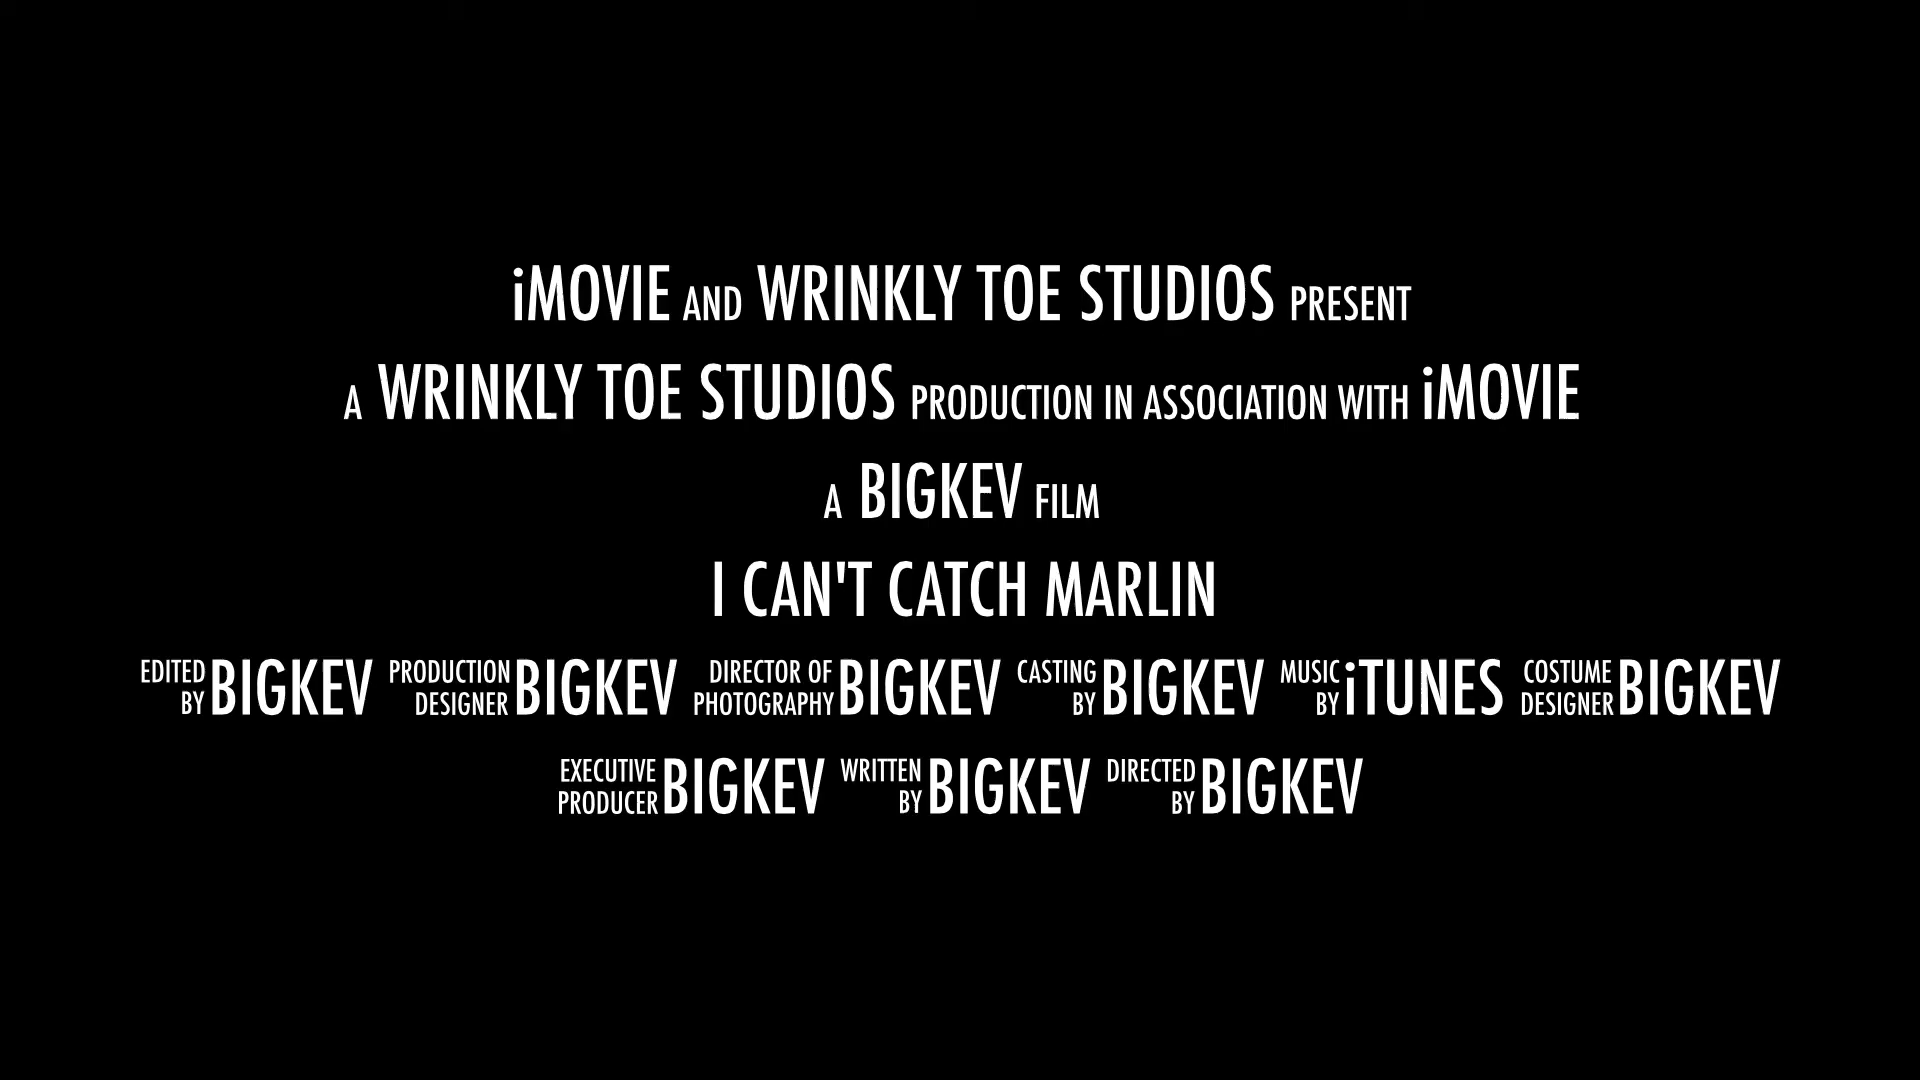 iMOVIE AND WRINKLY TOE STUDIOS PRESENT
A WRINKLY TOE STUDIOS PRODUCTION IN ASSOCIATION WITH iMOVIE
A BIGKEV FILM
I CAN'T CATCH MARLIN
EDITED BY BIGKEV PRODUCTION DESIGNER BIGKEV DIRECTOR OF PHOTOGRAPHY BIGKEV CASTING BY BIGKEV MUSIC BY iTUNES COSTUME DESIGNER BIGKEV
EXECUTIVE PRODUCER BIGKEV WRITTEN BY BIGKEV DIRECTED BY BIGKEV